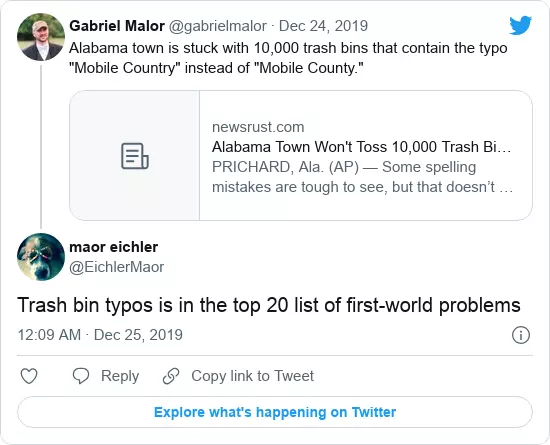 Gabriel Malor @gabrielmalor · Dec 24, 2019
Alabama town is stuck with 10,000 trash bins that contain the typo
"Mobile Country" instead of "Mobile County."
newsrust.com
Alabama Town Won't Toss 10,000 Trash Bi…
PRICHARD, Ala. (AP) — Some spelling
mistakes are tough to see, but that doesn’t …
maor eichler
@EichlerMaor
Trash bin typos is in the top 20 list of first-world problems
12:09 AM · Dec 25, 2019
Reply
Copy link to Tweet
Explore what's happening on Twitter